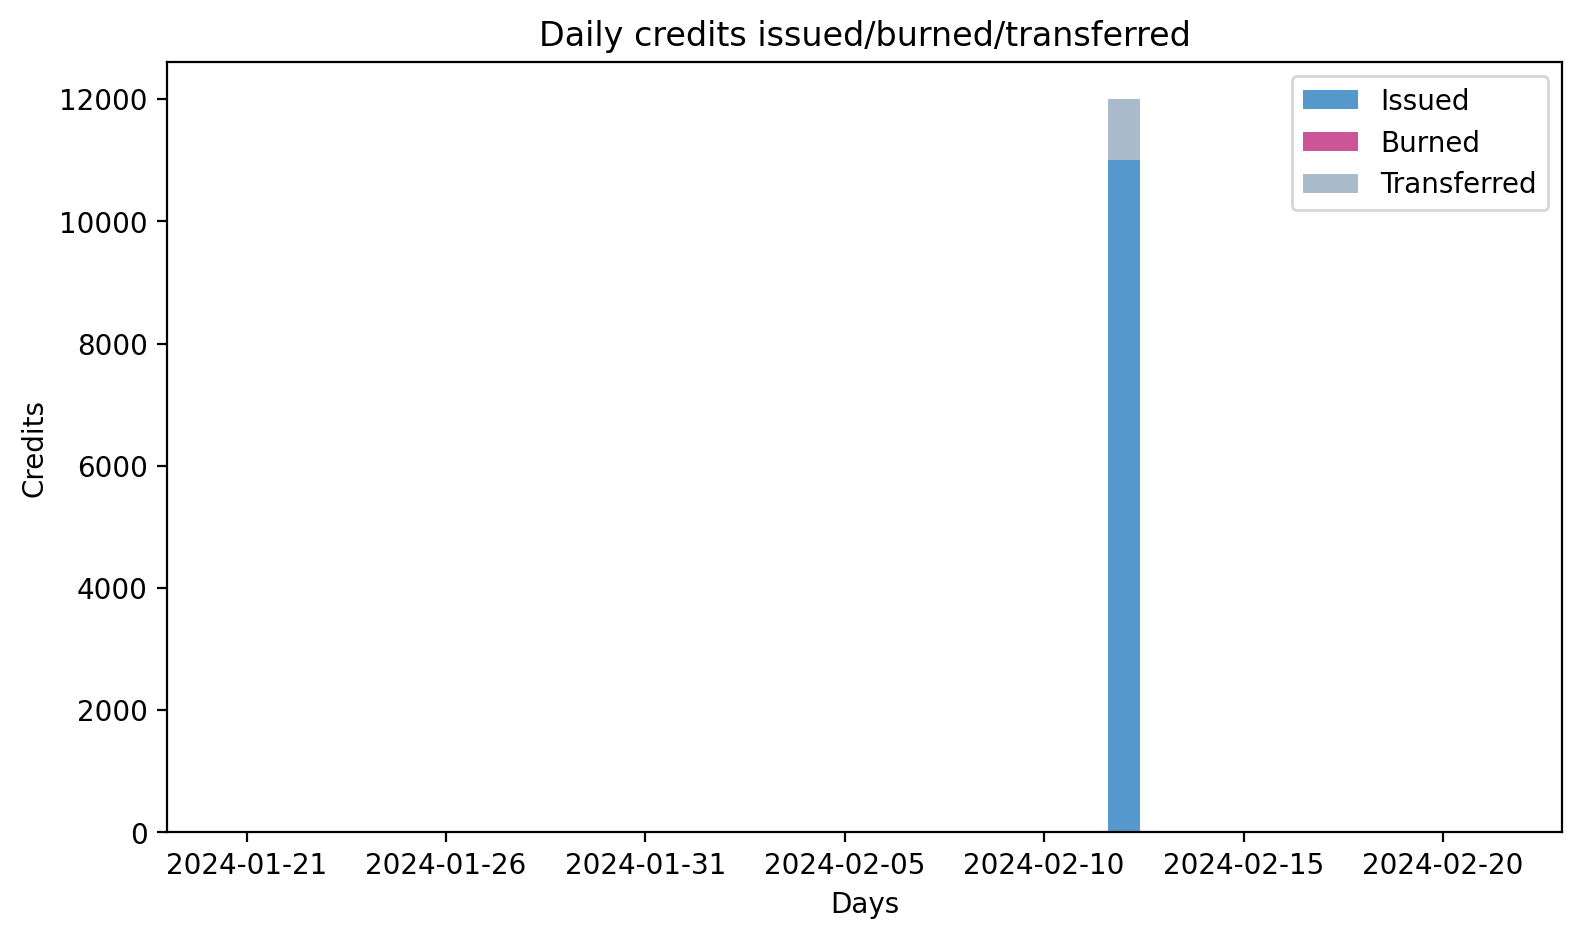 Daily credits issued/burned/transferred
12000
10000
8000
6000
4000
2000
0
Credits
Issued
Burned
Transferred
2024-01-21 2024-01-26 2024-01-31 2024-02-05 2024-02-10 2024-02-15 2024-02-20
Days